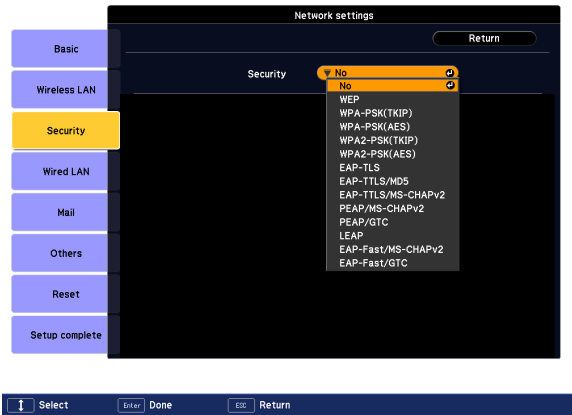 Network settings
Return
Basic
Wireless LAN
Security
Wired LAN
Mail
Others
Reset
Setup complete
Security
No
No
WEP
WPA-PSK(TKIP)
WPA-PSK(AES)
WPA2-PSK(TKIP)
WPA2-PSK(AES)
EAP-TLS
EAP-TTLS/MD5
EAP-TTLS/MS-CHAPv2
PEAP/MS-CHAPv2
PEAP/GTC
LEAP
EAP-Fast/MS-CHAPv2
EAP-Fast/GTC
Select Enter Done ESC Return